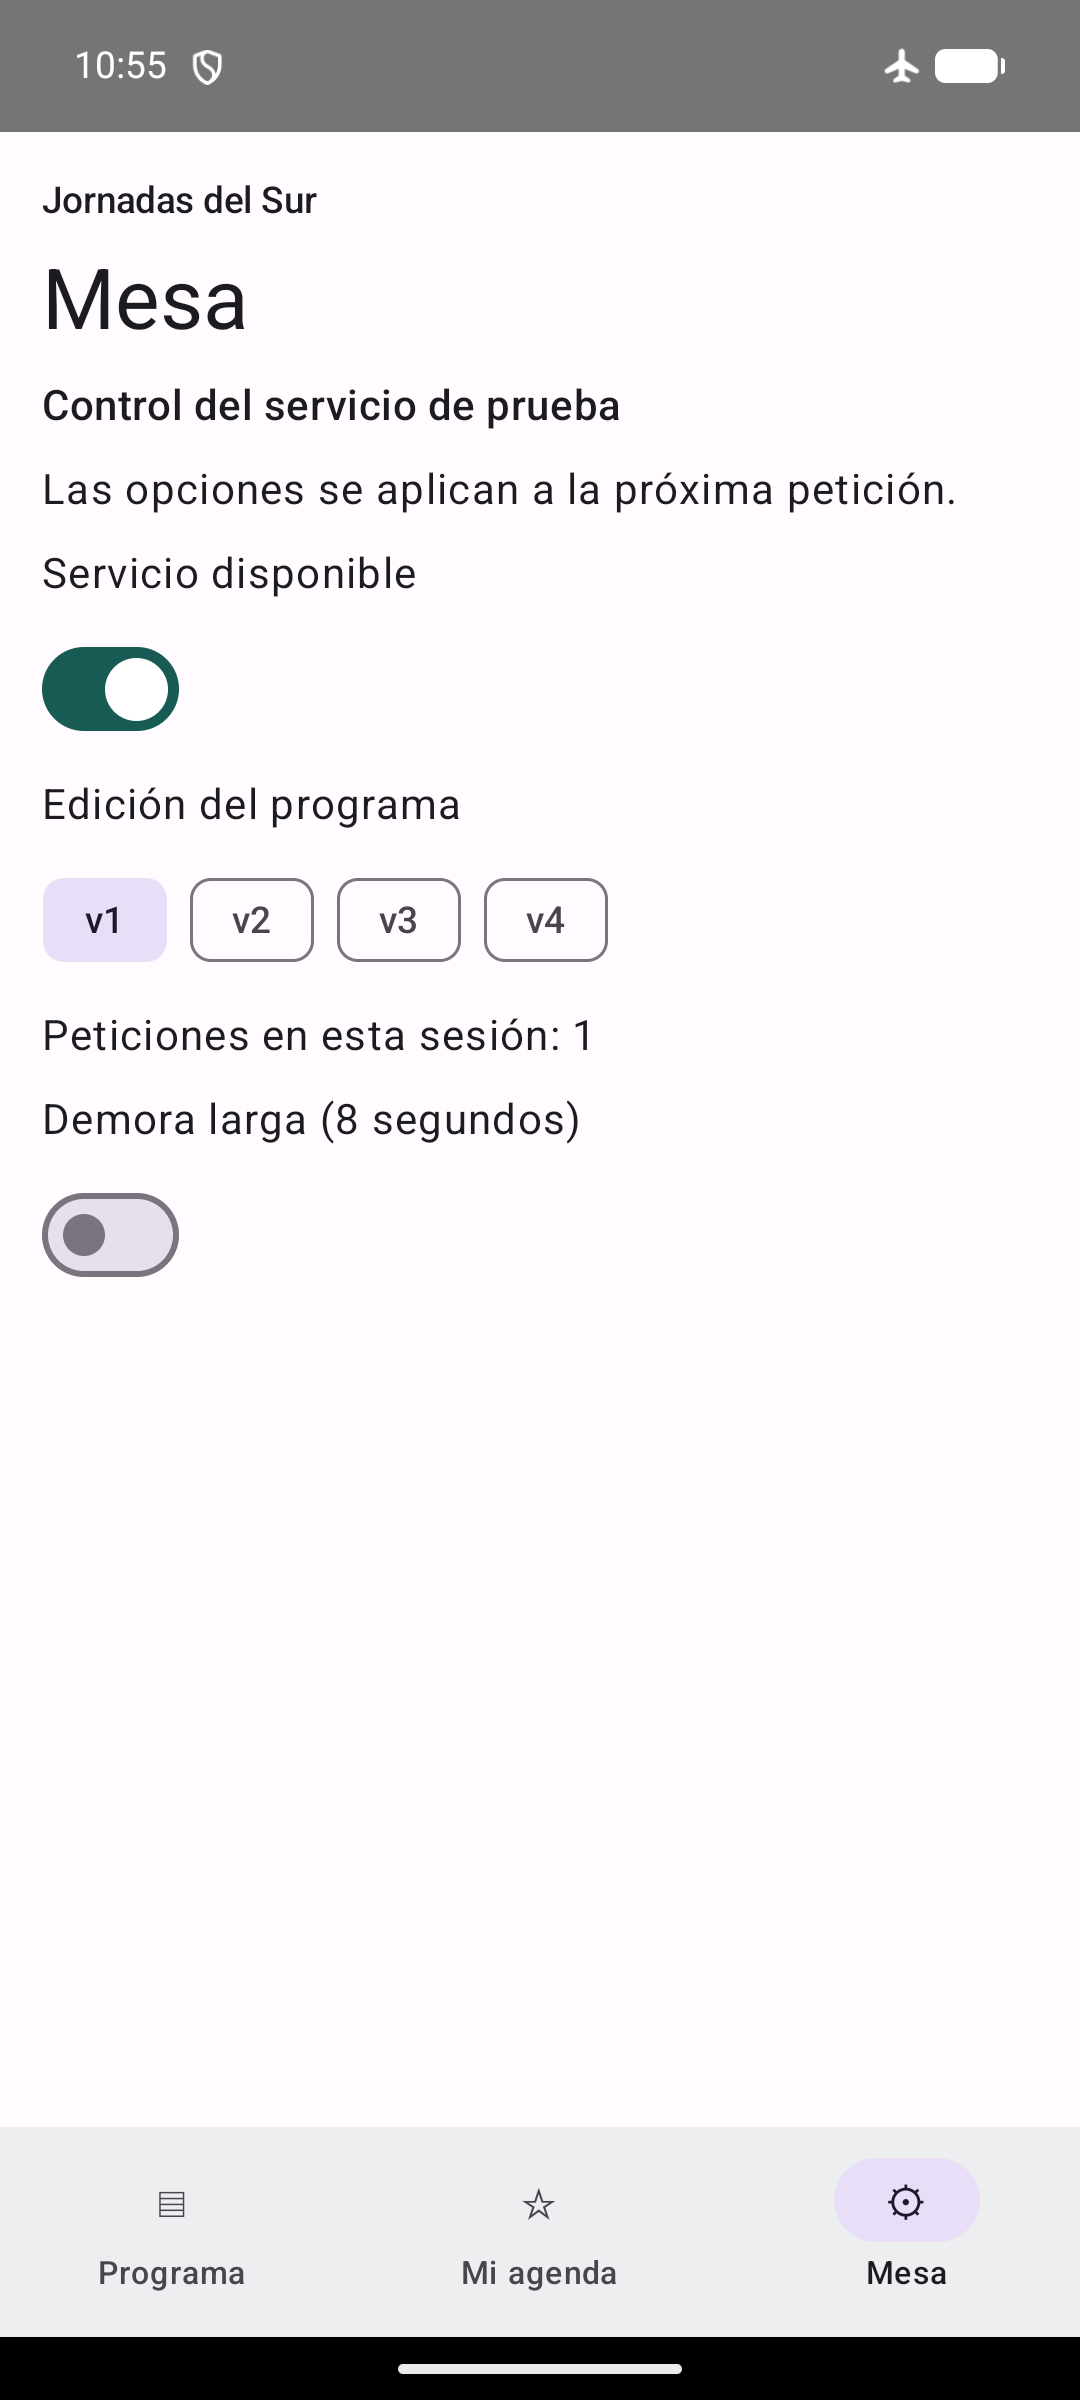 10:55
Jornadas del Sur
Mesa
Control del servicio de prueba
Las opciones se aplican a la próxima petición.
Servicio disponible
Edición del programa
v1 v2 v3 v4
Peticiones en esta sesión: 1
Demora larga (8 segundos)
Programa Mi agenda Mesa